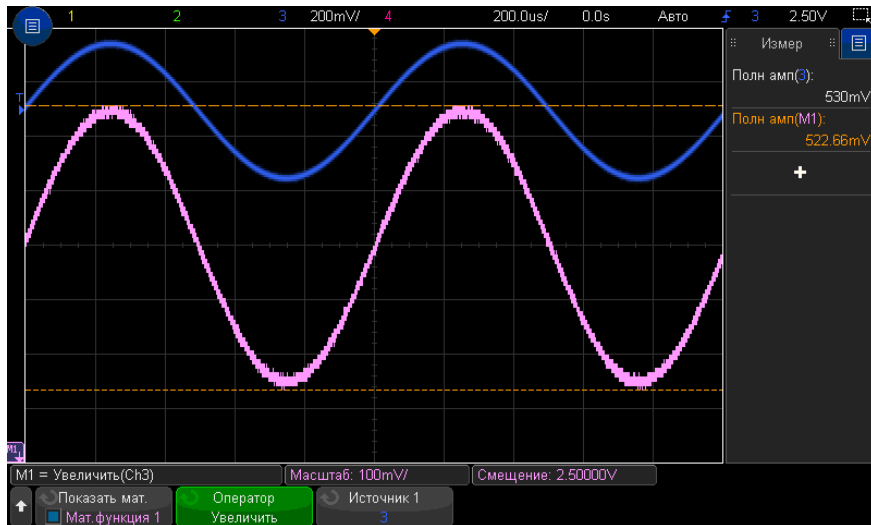 1 2 3 200mV/ 4 200.0us/ 0.0s Авто 3 2.50V
Измер
Полн амп(3):
530mV
Полн амп(M1):
522.66mV
T
M1
M1 = Увеличить(Ch3)
Масштаб: 100mV/
Смещение: 2.50000V
Показать мат.
Мат.функция 1
Оператор
Увеличить
Источник 1
3